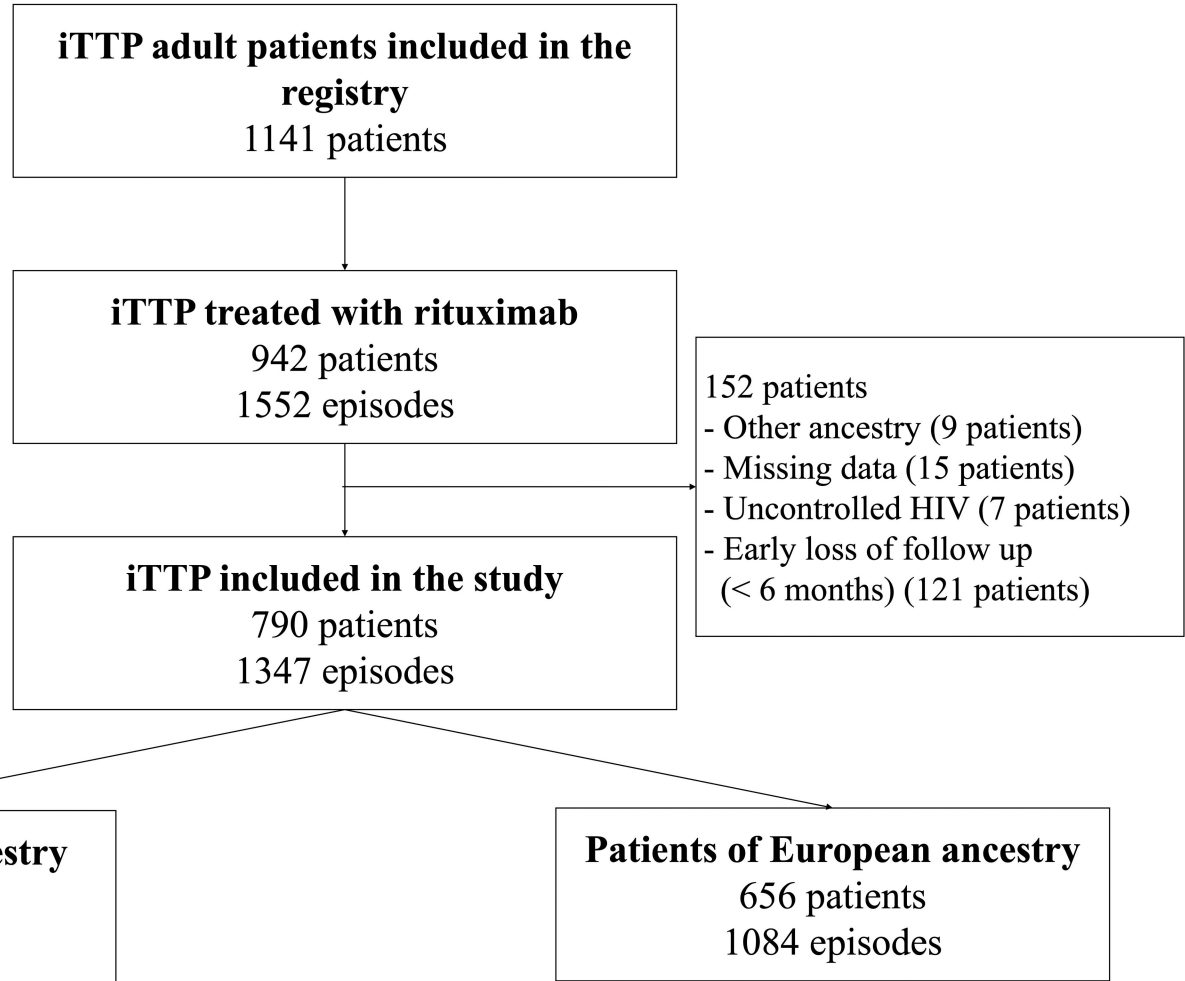 iTTP adult patients included in the
registry
1141 patients
iTTP treated with rituximab
942 patients
1552 episodes
152 patients
- Other ancestry (9 patients)
- Missing data (15 patients)
- Uncontrolled HIV (7 patients)
- Early loss of follow up
(< 6 months) (121 patients)
iTTP included in the study
790 patients
1347 episodes
Patients of European ancestry
656 patients
1084 episodes